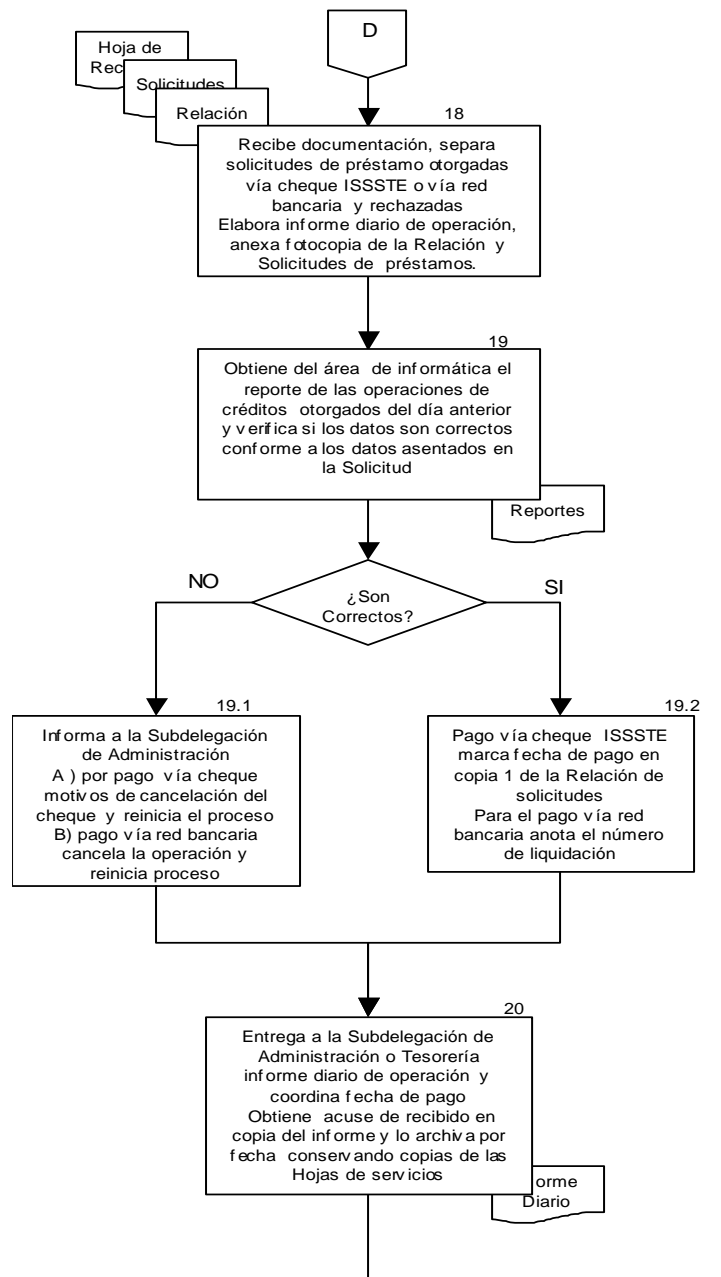 D
Hoja de
Rec
Solicitudes
Relación
18
Recibe documentación, separa
solicitudes de préstamo otorgadas
vía cheque ISSSTE o vía red
bancaria y rechazadas
Elabora informe diario de operación,
anexa fotocopia de la Relación y
Solicitudes de préstamos.
19
Obtiene del área de informática el
reporte de las operaciones de
créditos otorgados del día anterior
y verifica si los datos son correctos
conforme a los datos asentados en
la Solicitud
Reportes
¿Son
Correctos?
NO
SI
19.1
Informa a la Subdelegación
de Administración
A ) por pago vía cheque
motivos de cancelación del
cheque y reinicia el proceso
B) pago vía red bancaria
cancela la operación y
reinicia proceso
19.2
Pago vía cheque ISSSTE
marca fecha de pago en
copia 1 de la Relación de
solicitudes
Para el pago vía red
bancaria anota el número
de liquidación
20
Entrega a la Subdelegación de
Administración o Tesorería
informe diario de operación y
coordina fecha de pago
Obtiene acuse de recibido en
copia del informe y lo archiva por
fecha conservando copias de las
Hojas de servicios
orme
Diario